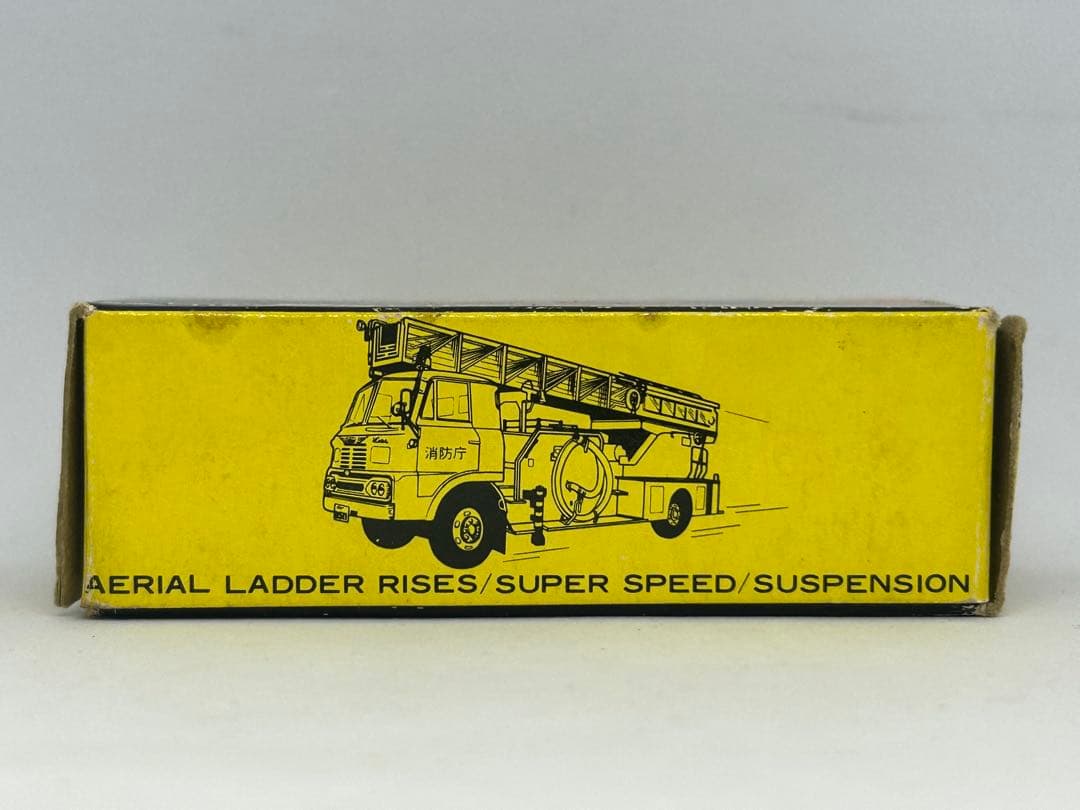 消防庁
AERIAL LADDER RISES/SUPER SPEED/SUSPENSION